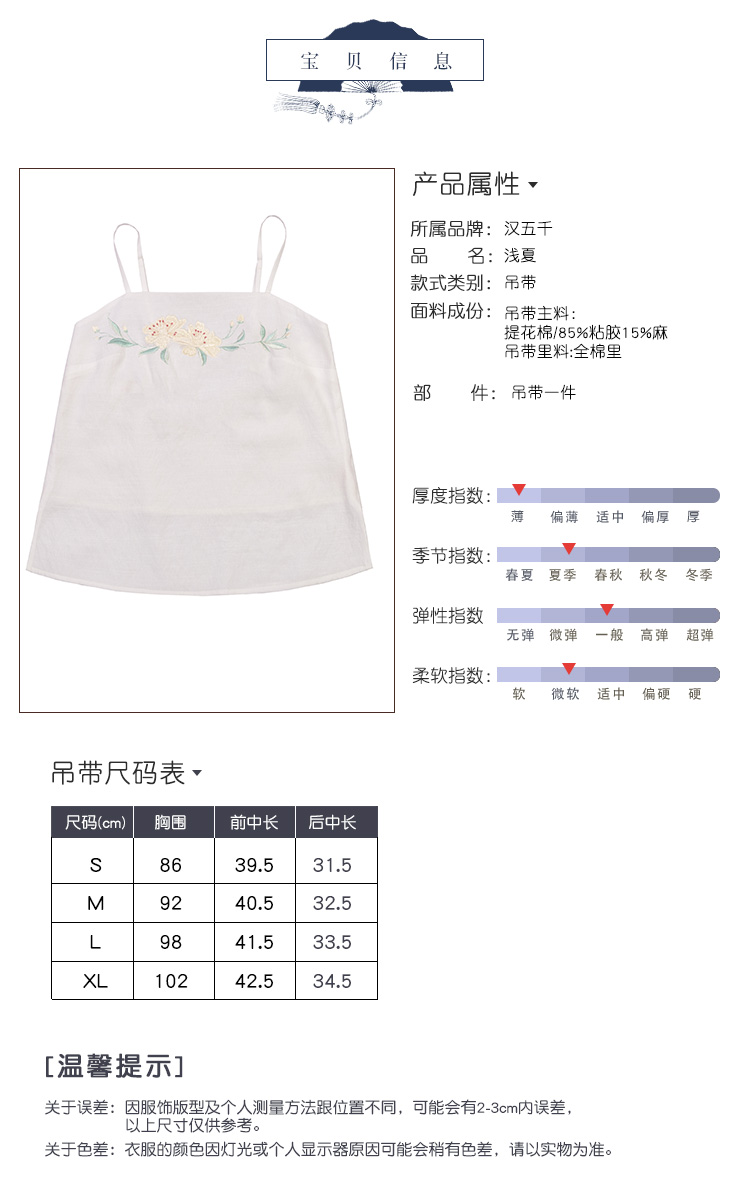 宝贝信息
产品属性
所属品牌：汉五千
品 名：浅夏
款式类别：吊带
面料成份：吊带主料：
提花棉/85%粘胶15%麻
吊带里料:全棉里
部 件：吊带一件
厚度指数：
薄 偏薄 适中 偏厚 厚
季节指数：
春夏 夏季 春秋 秋冬 冬季
弹性指数
无弹 微弹 一般 高弹 超弹
柔软指数：
软 微软 适中 偏硬 硬
吊带尺码表
尺码(cm) 胸围 前中长 后中长
S 86 39.5 31.5
M 92 40.5 32.5
L 98 41.5 33.5
XL 102 42.5 34.5
[温馨提示]
关于误差：因服饰版型及个人测量方法跟位置不同，可能会有2-3cm内误差，
以上尺寸仅供参考。
关于色差：衣服的颜色因灯光或个人显示器原因可能会稍有色差，请以实物为准。